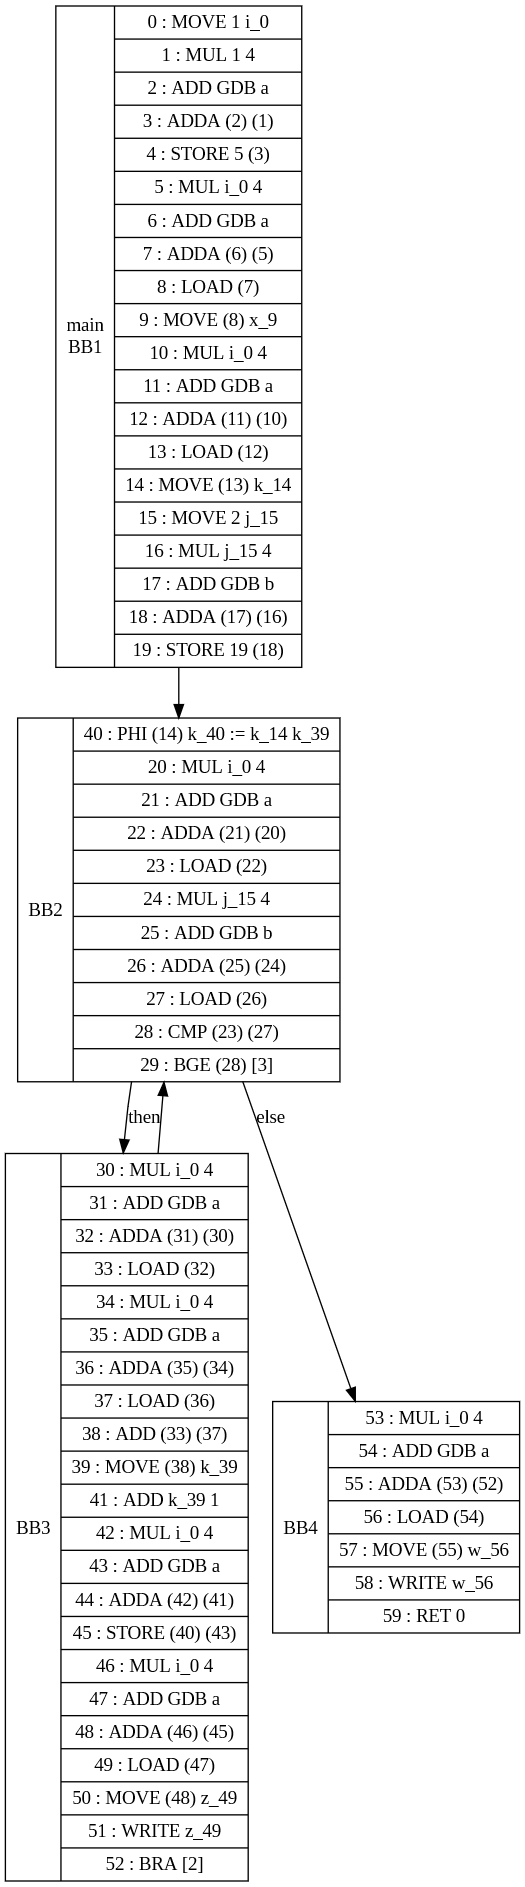 main
BB1
0 : MOVE 1 i_0
1 : MUL 1 4
2 : ADD GDB a
3 : ADDA (2) (1)
4 : STORE 5 (3)
5 : MUL i_0 4
6 : ADD GDB a
7 : ADDA (6) (5)
8 : LOAD (7)
9 : MOVE (8) x_9
10 : MUL i_0 4
11 : ADD GDB a
12 : ADDA (11) (10)
13 : LOAD (12)
14 : MOVE (13) k_14
15 : MOVE 2 j_15
16 : MUL j_15 4
17 : ADD GDB b
18 : ADDA (17) (16)
19 : STORE 19 (18)
BB2
40 : PHI (14) k_40 := k_14 k_39
20 : MUL i_0 4
21 : ADD GDB a
22 : ADDA (21) (20)
23 : LOAD (22)
24 : MUL j_15 4
25 : ADD GDB b
26 : ADDA (25) (24)
27 : LOAD (26)
28 : CMP (23) (27)
29 : BGE (28) [3]
then
else
BB3
30 : MUL i_0 4
31 : ADD GDB a
32 : ADDA (31) (30)
33 : LOAD (32)
34 : MUL i_0 4
35 : ADD GDB a
36 : ADDA (35) (34)
37 : LOAD (36)
38 : ADD (33) (37)
39 : MOVE (38) k_39
41 : ADD k_39 1
42 : MUL i_0 4
43 : ADD GDB a
44 : ADDA (42) (41)
45 : STORE (40) (43)
46 : MUL i_0 4
47 : ADD GDB a
48 : ADDA (46) (45)
49 : LOAD (47)
50 : MOVE (48) z_49
51 : WRITE z_49
52 : BRA [2]
BB4
53 : MUL i_0 4
54 : ADD GDB a
55 : ADDA (53) (52)
56 : LOAD (54)
57 : MOVE (55) w_56
58 : WRITE w_56
59 : RET 0